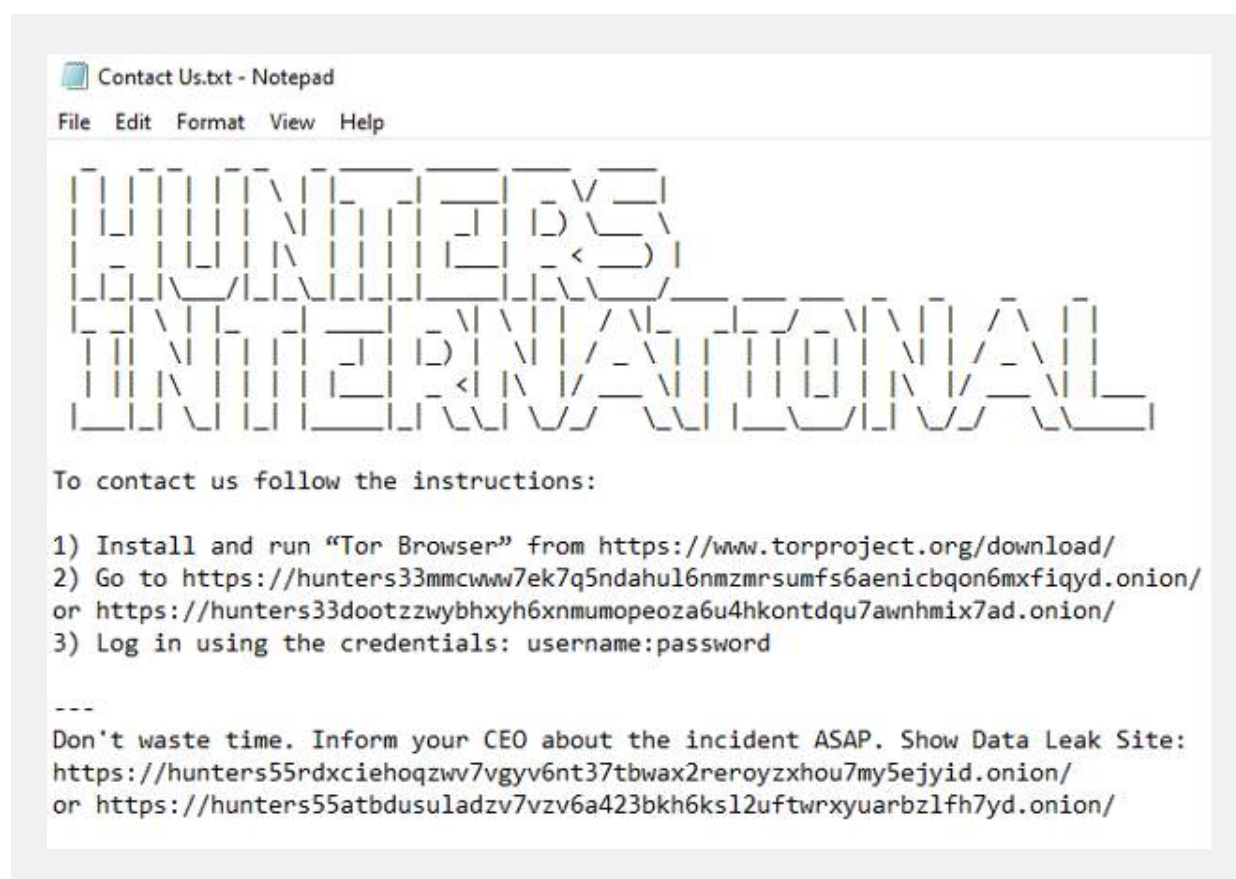 Contact Us.txt - Notepad
File Edit Format View Help
HUNTERS
INTERNATIONAL
To contact us follow the instructions:
1) Install and run “Tor Browser” from https://www.torproject.org/download/
2) Go to https://hunters33mmcwww7ek7q5ndahul6nmzmrsumfs6aenicbqon6mxfiqyd.onion/
or https://hunters33dootzzwybhxyh6xnmumopeoza6u4hkontdqu7awnhmix7ad.onion/
3) Log in using the credentials: username:password
---
Don't waste time. Inform your CEO about the incident ASAP. Show Data Leak Site:
https://hunters55rdxciehoqzwv7vgyv6nt37tbwax2reroyzxhou7my5ejyid.onion/
or https://hunters55atbdusuladzv7vzv6a423bkh6ksl2uftwrxyuarbzlfh7yd.onion/